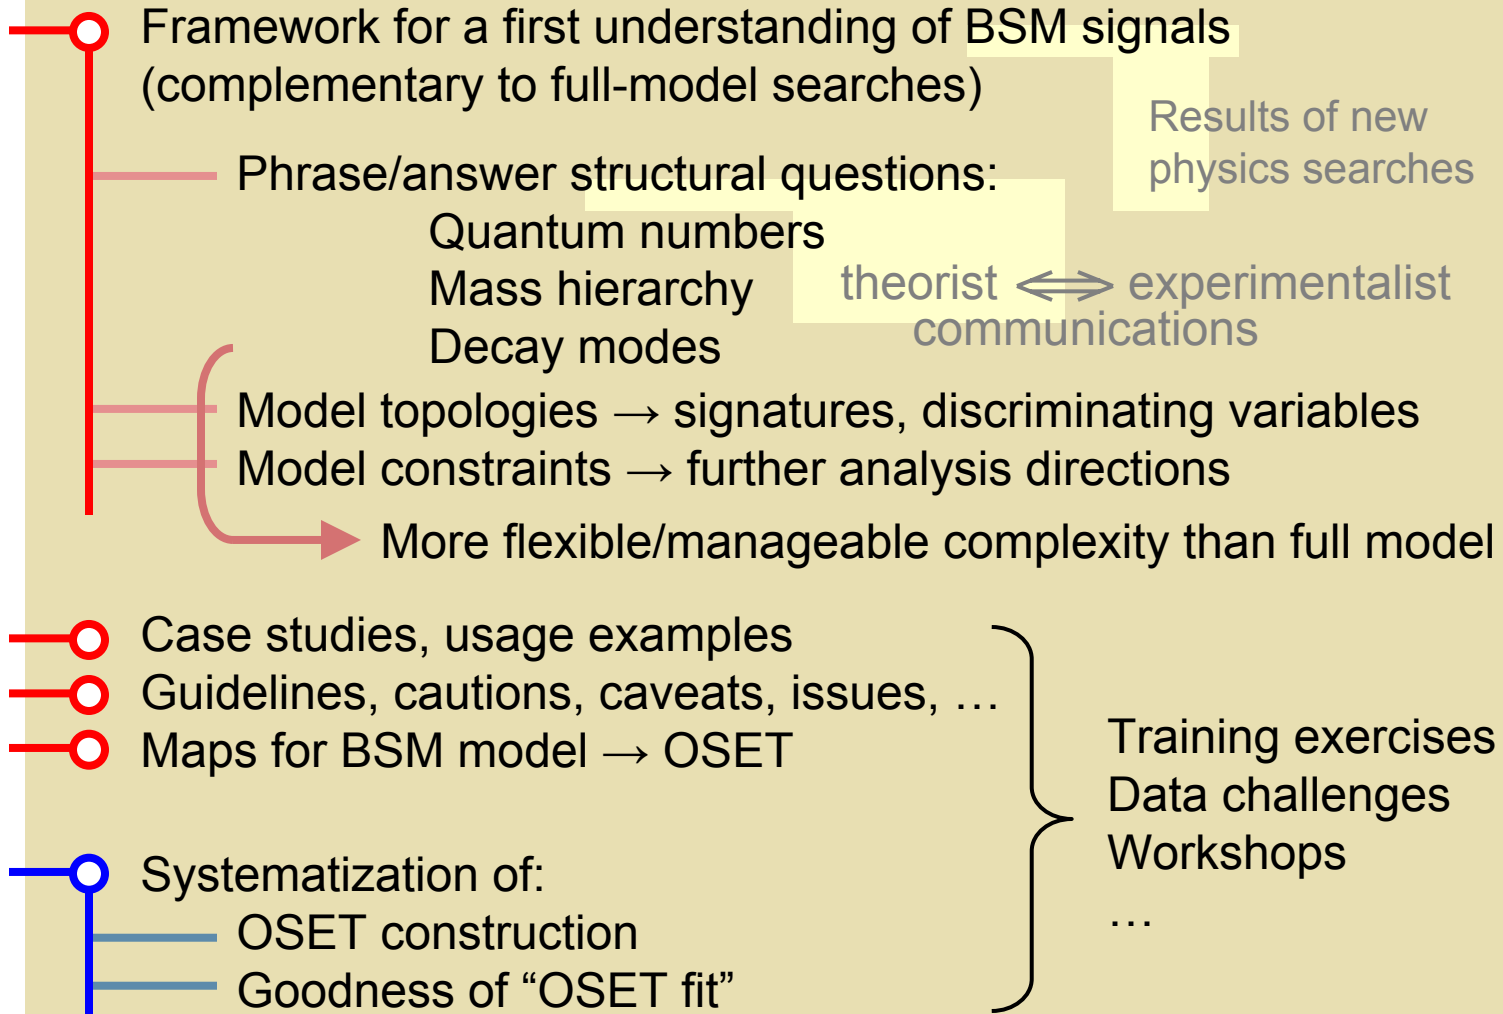 Framework for a first understanding of BSM signals
(complementary to full-model searches)
Results of new
physics searches
Phrase/answer structural questions:
Quantum numbers
Mass hierarchy
Decay modes
theorist ⟺ experimentalist
communications
Model topologies → signatures, discriminating variables
Model constraints → further analysis directions
More flexible/manageable complexity than full model
Case studies, usage examples
Guidelines, cautions, caveats, issues, …
Maps for BSM model → OSET
Training exercises
Data challenges
Workshops
…
Systematization of:
OSET construction
Goodness of “OSET fit”